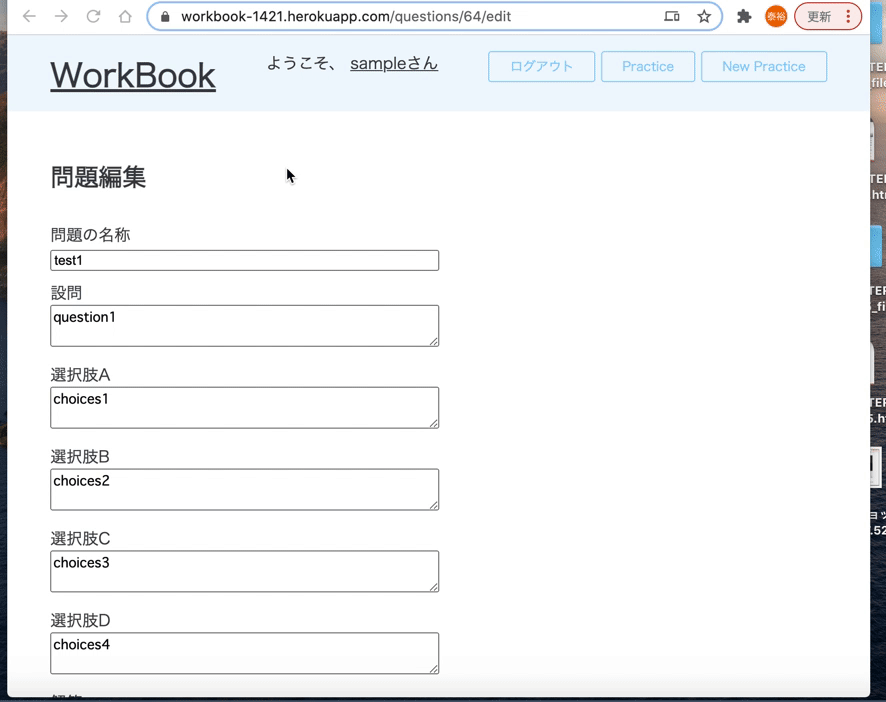 workbook-1421.herokuapp.com/questions/64/edit
泰裕
更新
WorkBook
ようこそ、 sampleさん
ログアウト
Practice
New Practice
問題編集
問題の名称
test1
設問
question1
選択肢A
choices1
選択肢B
choices2
選択肢C
choices3
選択肢D
choices4